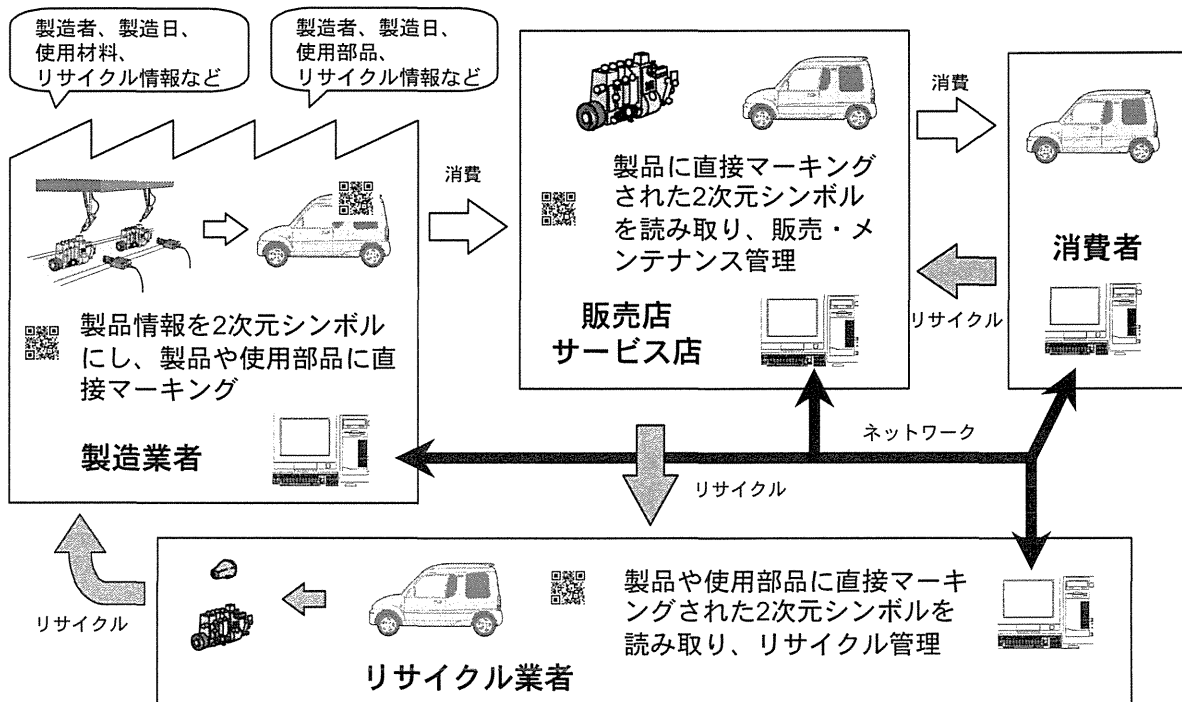 製造者、製造日、
使用材料、
リサイクル情報など
製造者、製造日、
使用部品、
リサイクル情報など
消費
製品情報を2次元シンボル
にし、製品や使用部品に直
接マーキング
製造業者
製品に直接マーキング
された2次元シンボル
を読み取り、販売・メ
ンテナンス管理
販売店
サービス店
消費
リサイクル
消費者
ネットワーク
リサイクル
リサイクル
製品や使用部品に直接マーキ
ングされた2次元シンボルを
読み取り、リサイクル管理
リサイクル業者